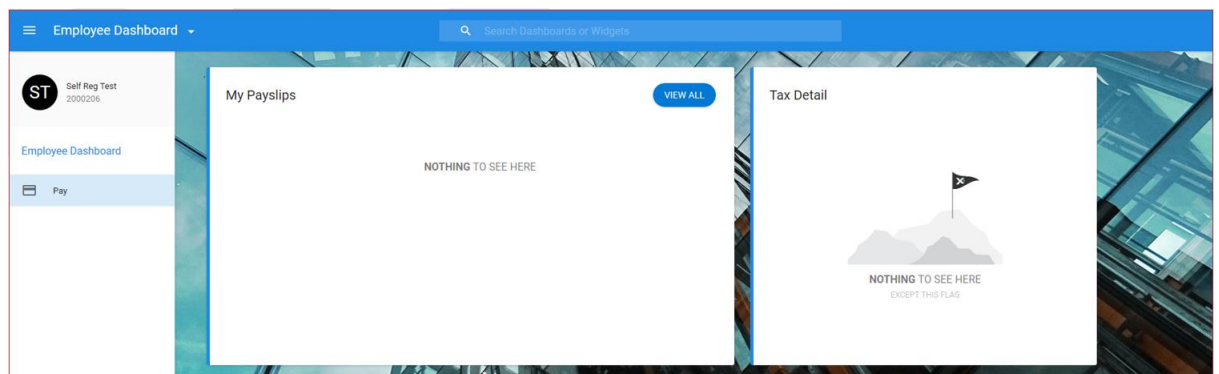 Employee Dashboard
Search Dashboards or Widgets
ST
Self Reg Test
2000206
Employee Dashboard
Pay
My Payslips
VIEW ALL
NOTHING TO SEE HERE
Tax Detail
NOTHING TO SEE HERE
EXCEPT THIS FLAG